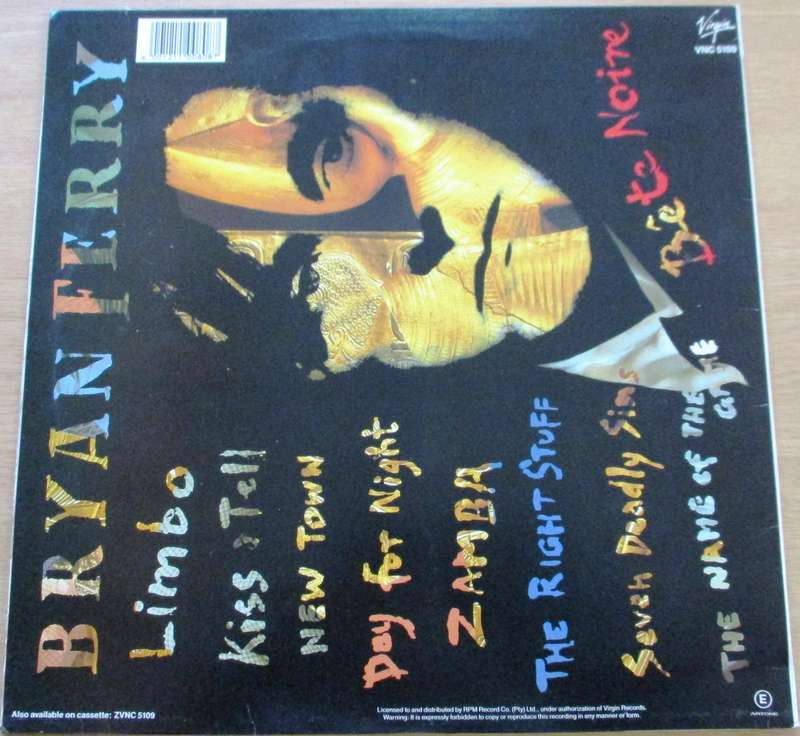 BRYAN FERRY
Limbo
Kiss & Tell
NEW TOWN
Day for Night
ZAMBA
THE RIGHT STUFF
Seven Deadly Sins
THE NAME OF THE
GAME
Bête Noire
Virgin
VNC 5109
Also available on cassette: ZVNC 5109
Licensed to and distributed by RPM Record Co. (Pty) Ltd., under authorization of Virgin Records.
Warning: It is expressly forbidden to copy or reproduce this recording in any manner or form.
E